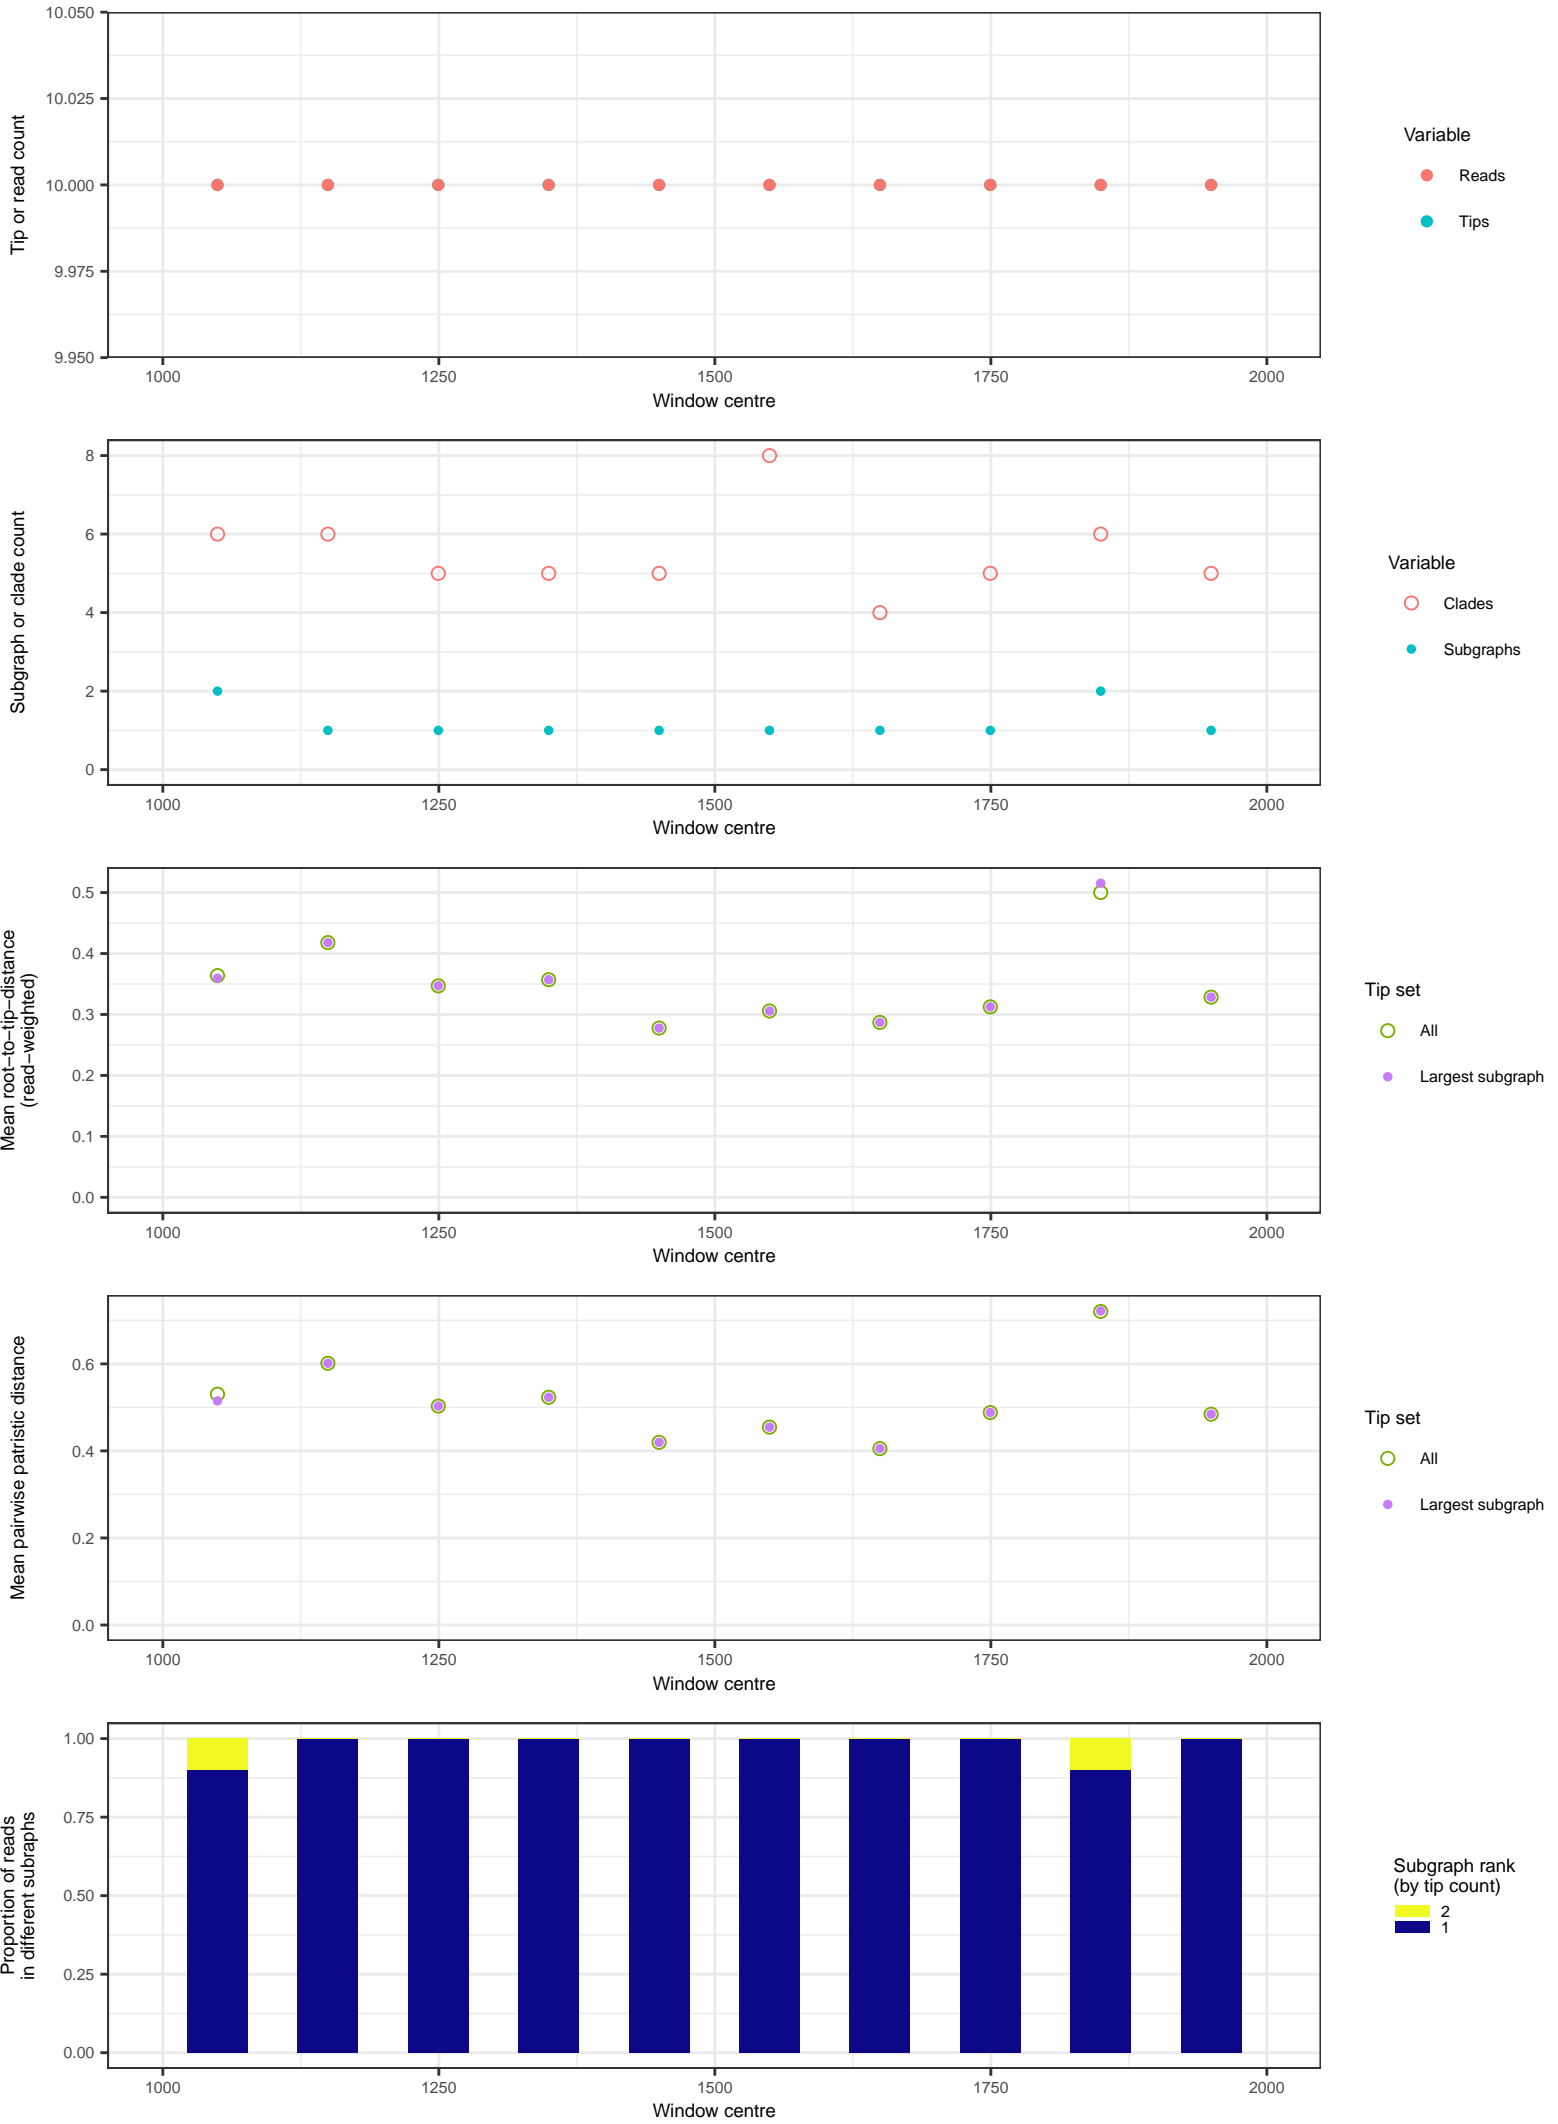 10.050
10.025
10.000
9.975
9.950
Tip or read count
1000 1250 1500 1750 2000
Window centre
Variable
Reads
Tips
8
6
4
2
0
Subgraph or clade count
1000 1250 1500 1750 2000
Window centre
Variable
Clades
Subgraphs
0.5
0.4
0.3
0.2
0.1
0.0
Mean root−to−tip−distance
(read−weighted)
1000 1250 1500 1750 2000
Window centre
Tip set
All
Largest subgraph
0.6
0.4
0.2
0.0
Mean pairwise patristic distance
1000 1250 1500 1750 2000
Window centre
Tip set
All
Largest subgraph
1.00
0.75
0.50
0.25
0.00
Proportion of reads
in different subraphs
1000 1250 1500 1750 2000
Window centre
Subgraph rank
(by tip count)
2
1